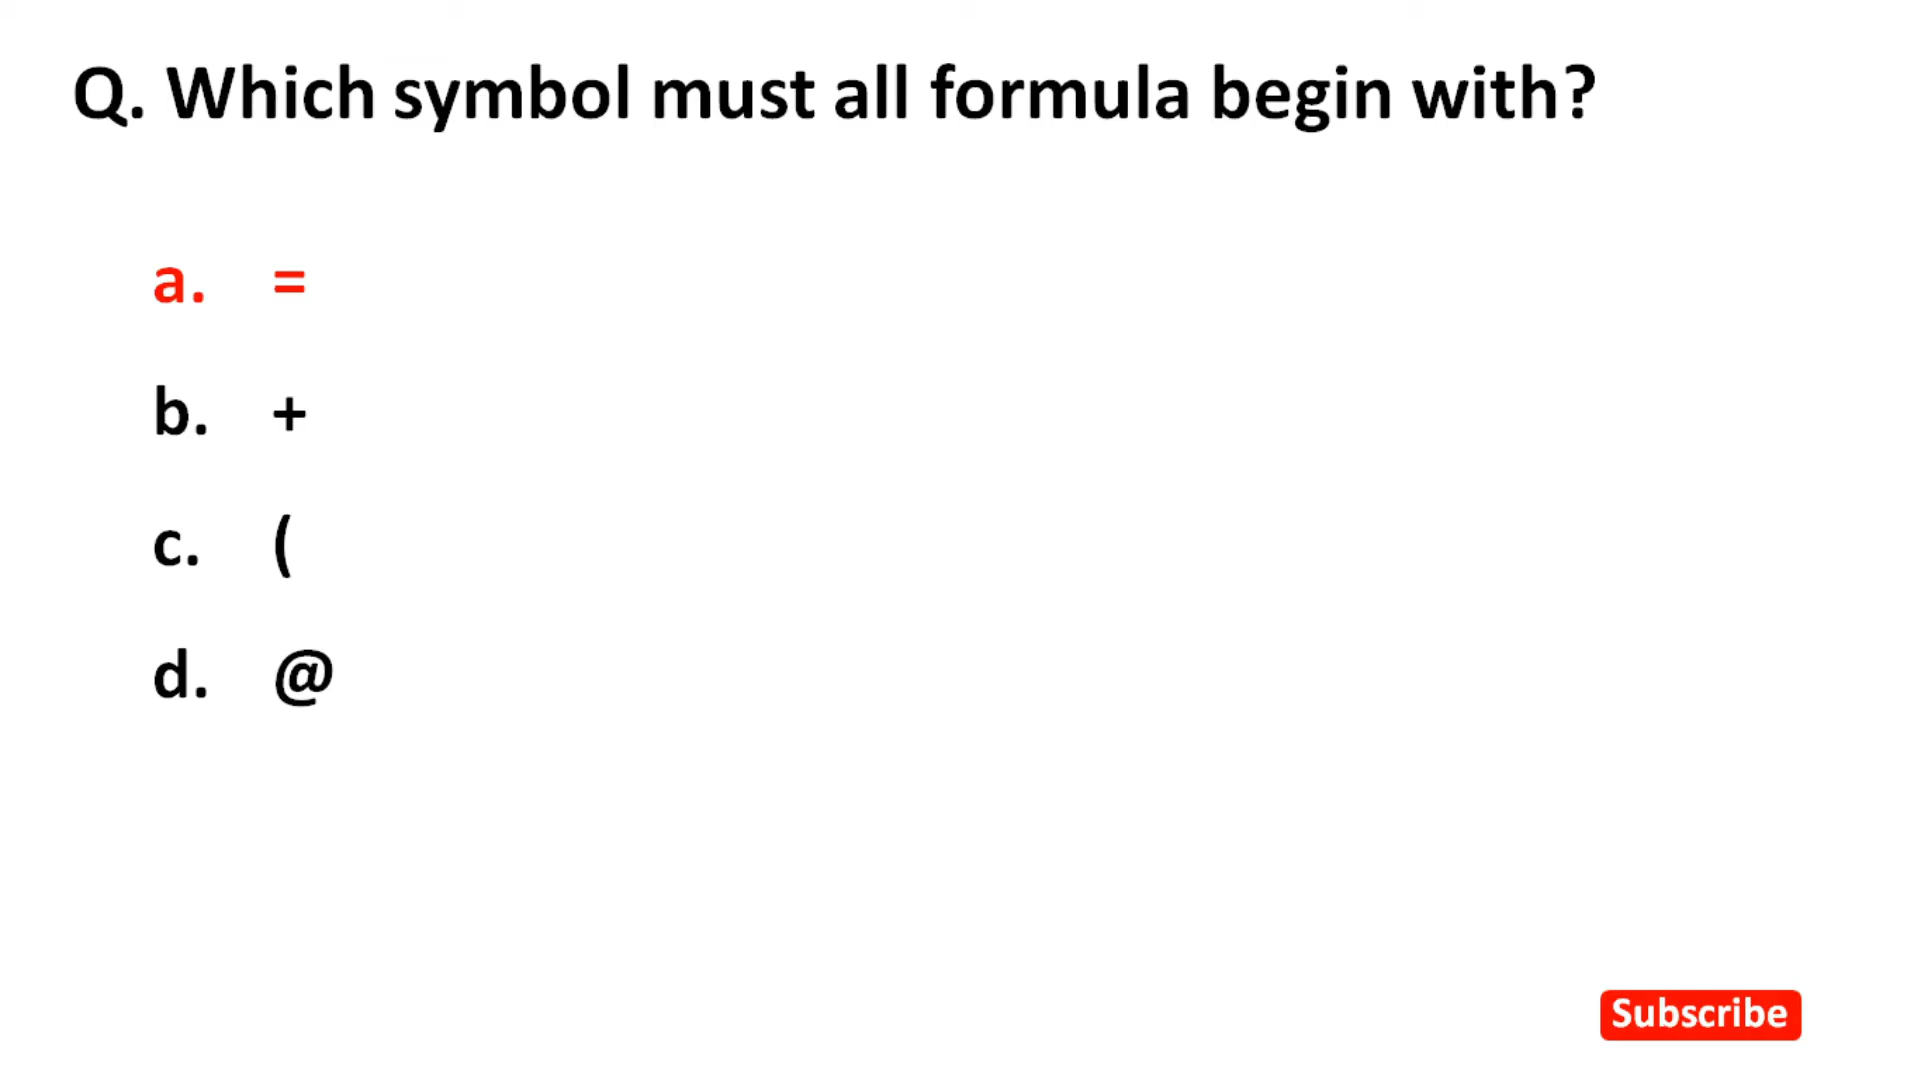 Q. Which symbol must all formula begin with?
a. =
b. +
c. (
d. @
Subscribe